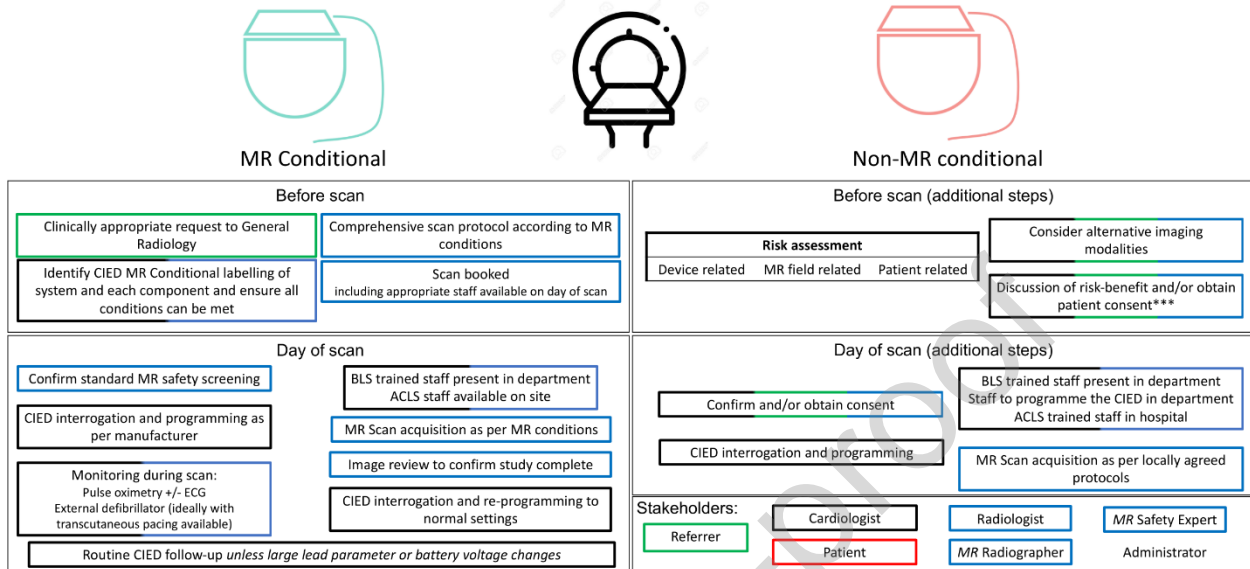 MR Conditional
Non-MR conditional
Before scan
Clinically appropriate request to General
Radiology
Comprehensive scan protocol according to MR
conditions
Identify CIED MR Conditional labelling of
system and each component and ensure all
conditions can be met
Scan booked
including appropriate staff available on day of scan
Before scan (additional steps)
Risk assessment
Device related MR field related Patient related
Consider alternative imaging
modalities
Discussion of risk-benefit and/or obtain
patient consent***
Day of scan
Confirm standard MR safety screening
CIED interrogation and programming as
per manufacturer
Monitoring during scan:
Pulse oximetry +/- ECG
External defibrillator (ideally with
transcutaneous pacing available)
BLS trained staff present in department
ACLS staff available on site
MR Scan acquisition as per MR conditions
Image review to confirm study complete
CIED interrogation and re-programming to
normal settings
Routine CIED follow-up unless large lead parameter or battery voltage changes
Day of scan (additional steps)
Confirm and/or obtain consent
CIED interrogation and programming
BLS trained staff present in department
Staff to programme the CIED in department
ACLS trained staff in hospital
MR Scan acquisition as per locally agreed
protocols
Stakeholders:
Referrer
Cardiologist
Patient
Radiologist
MR Radiographer
MR Safety Expert
Administrator
proof